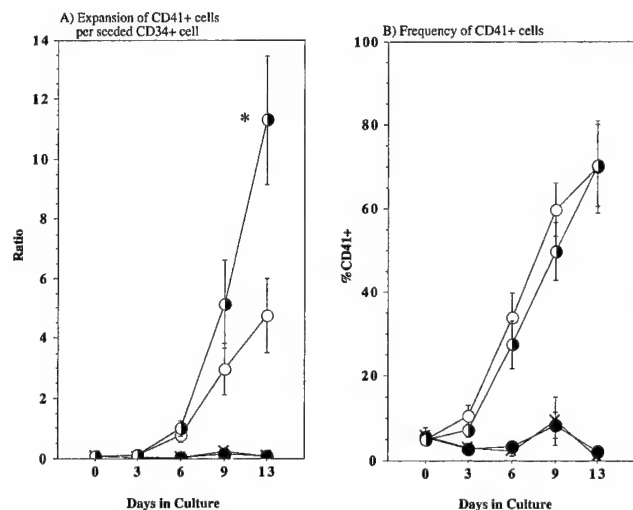 A) Expansion of CD41+ cells
per seeded CD34+ cell
14
12
10
8
6
4
2
0
Ratio
*
0 3 6 9 13
Days in Culture
B) Frequency of CD41+ cells
100
80
60
40
20
0
%CD41+
0 3 6 9 13
Days in Culture